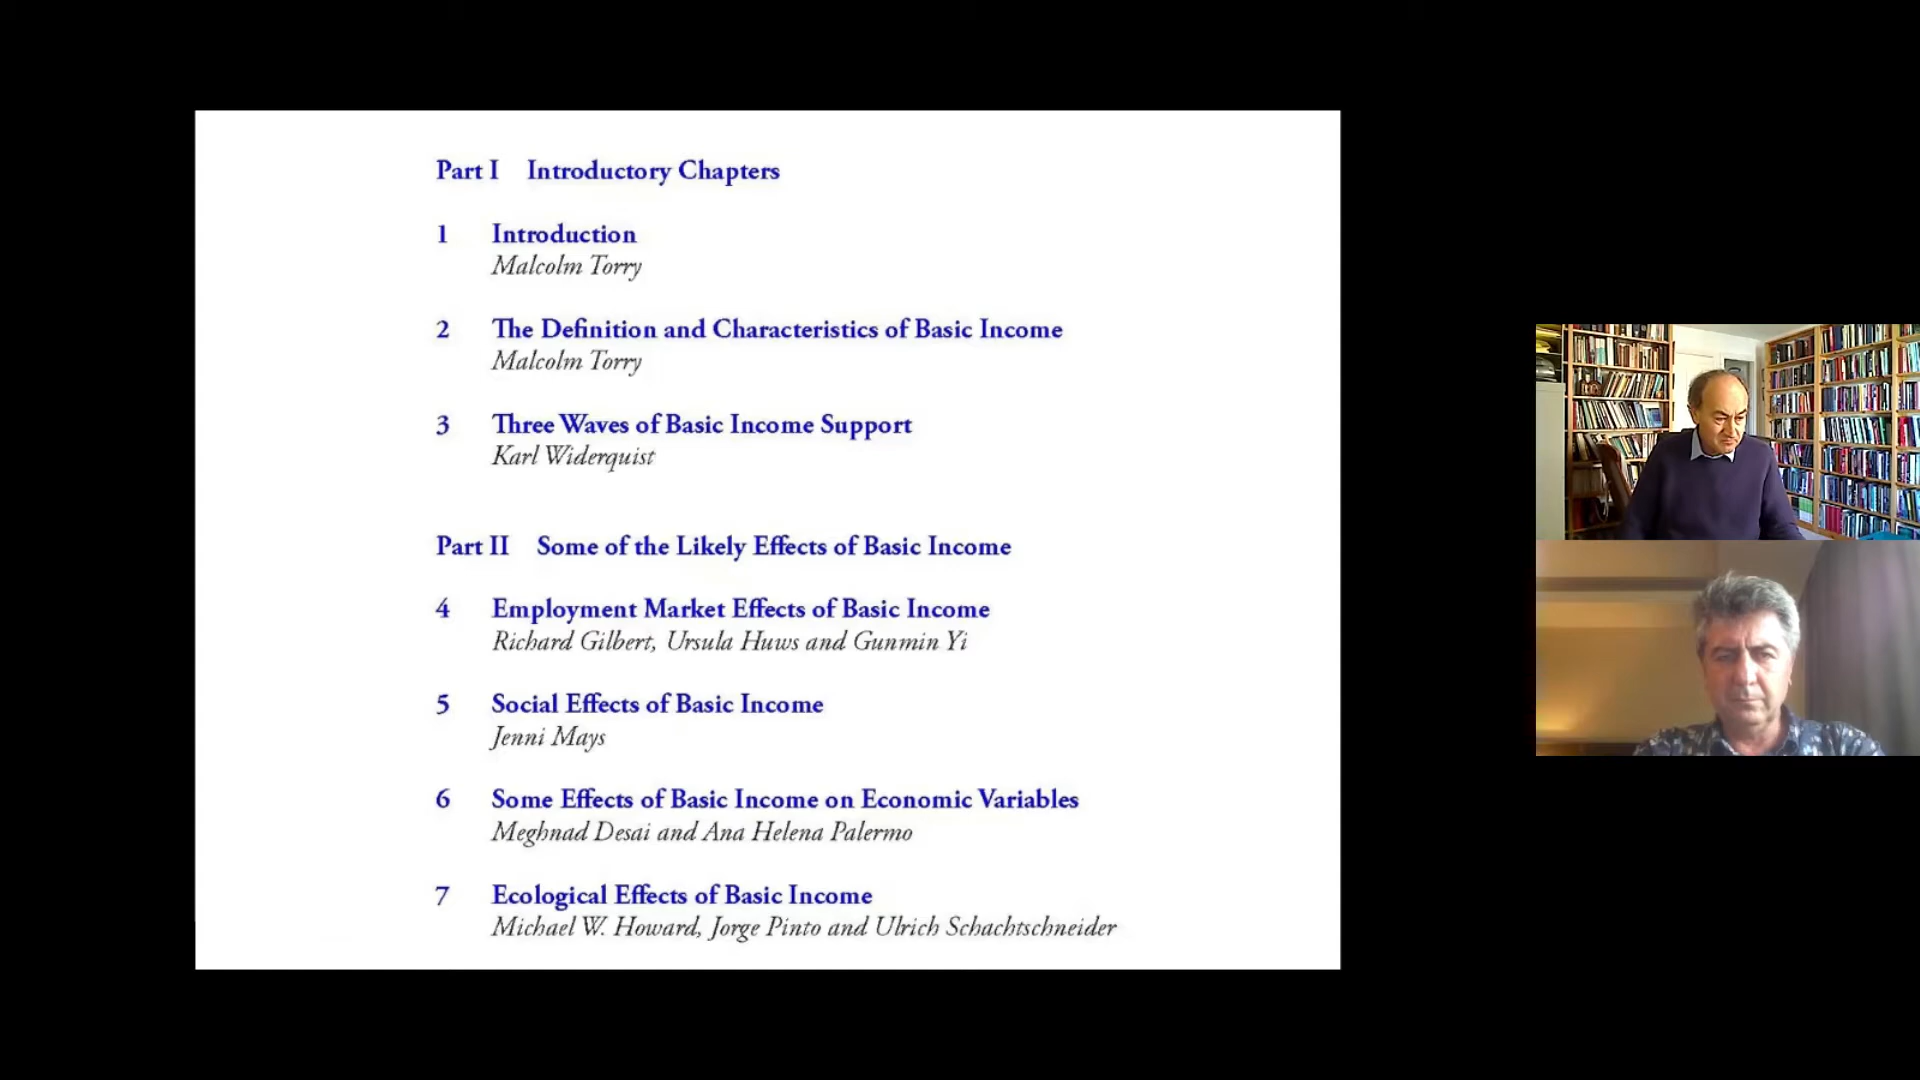 Part I Introductory Chapters
1 Introduction
Malcolm Torry
2 The Definition and Characteristics of Basic Income
Malcolm Torry
3 Three Waves of Basic Income Support
Karl Widerquist
Part II Some of the Likely Effects of Basic Income
4 Employment Market Effects of Basic Income
Richard Gilbert, Ursula Huws and Gunmin Yi
5 Social Effects of Basic Income
Jenni Mays
6 Some Effects of Basic Income on Economic Variables
Meghnad Desai and Ana Helena Palermo
7 Ecological Effects of Basic Income
Michael W. Howard, Jorge Pinto and Ulrich Schachtschneider